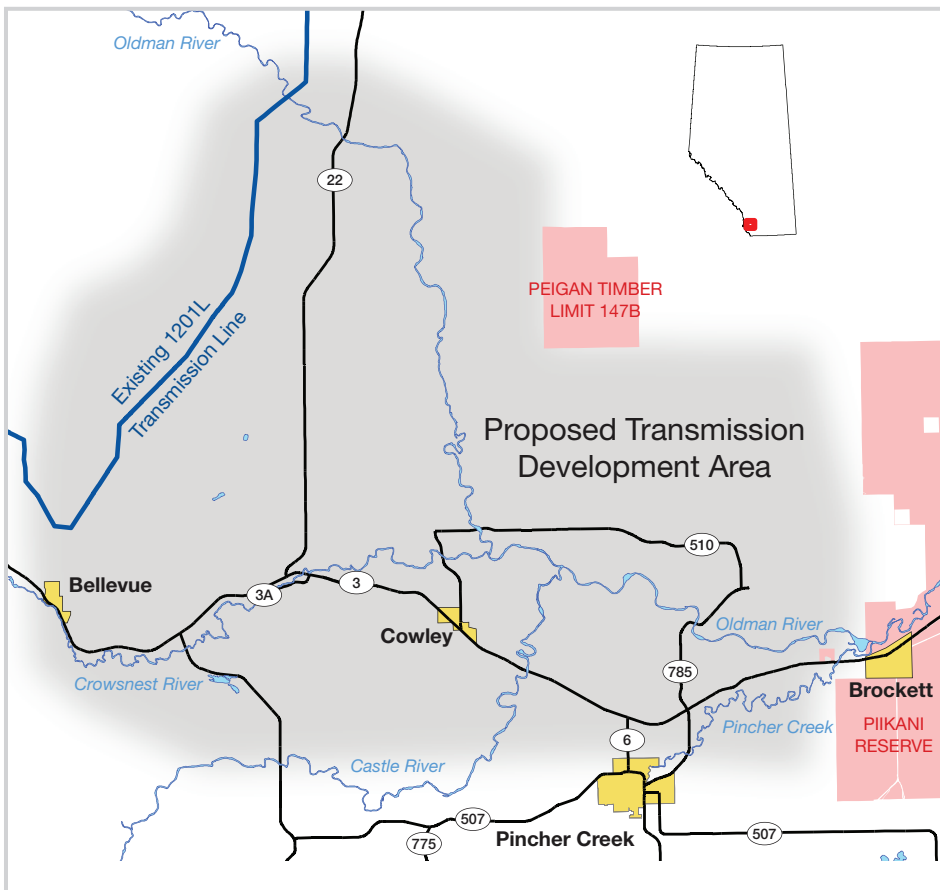 Oldman River
22
PEIGAN TIMBER
LIMIT 147B
Existing 1201L
Transmission Line
Proposed Transmission
Development Area
510
Bellevue
3A
3
Cowley
Oldman River
Crowsnest River
785
Brockett
Pincher Creek
PIIKANI
RESERVE
6
Castle River
507
Pincher Creek
507
775